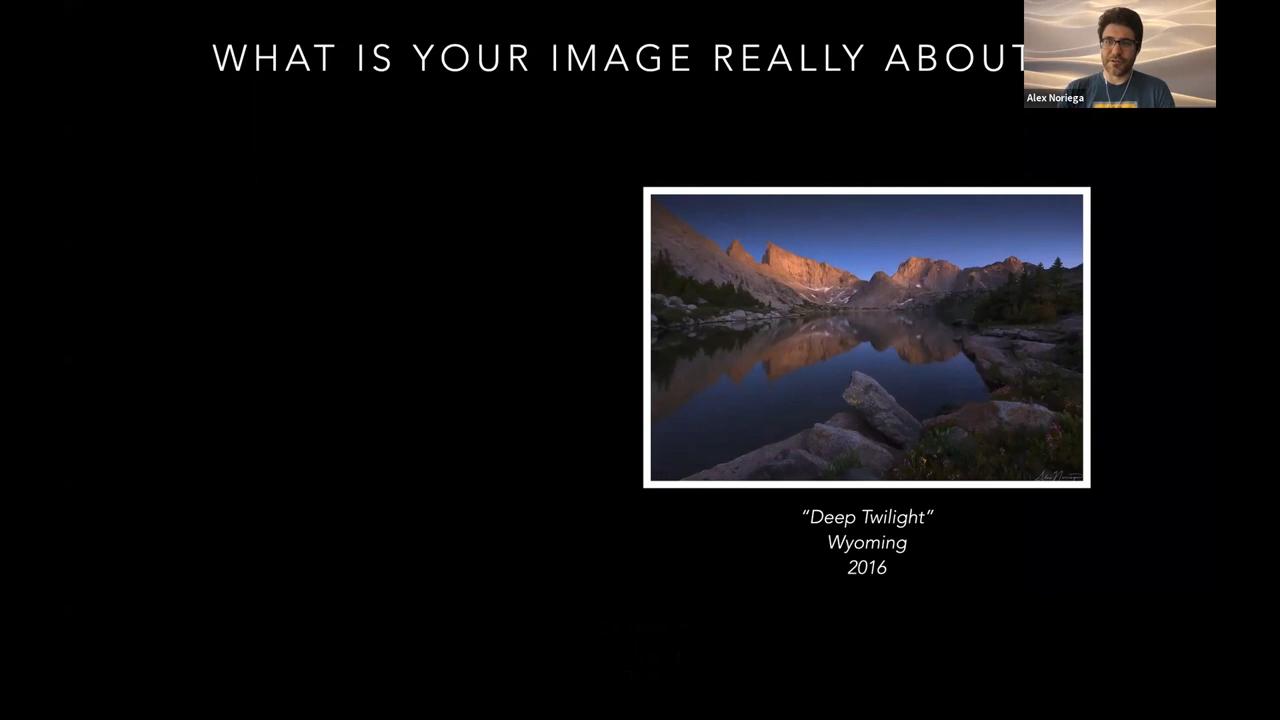 WHAT IS YOUR IMAGE REALLY ABOUT
Alex Noriega
“Deep Twilight”
Wyoming
2016